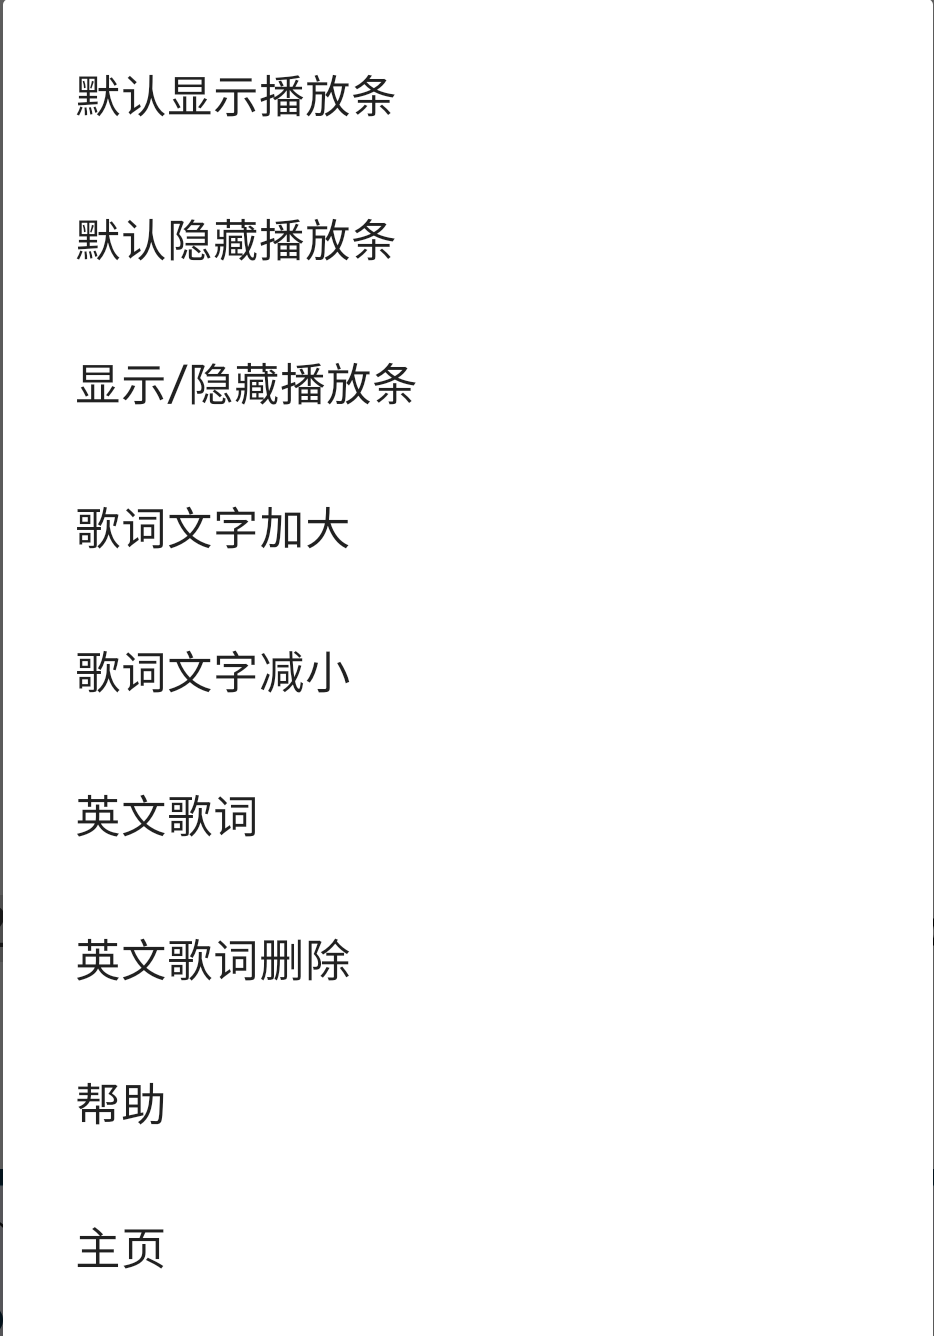 默认显示播放条
默认隐藏播放条
显示/隐藏播放条
歌词文字加大
歌词文字减小
英文歌词
英文歌词删除
帮助
主页